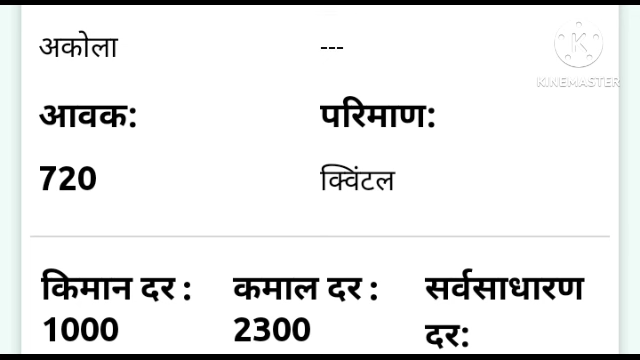 अकोला ---
KINEMASTER
आवक: परिमाण:
720 क्विंटल
किमान दर : कमाल दर : सर्वसाधारण
1000 2300 दर: